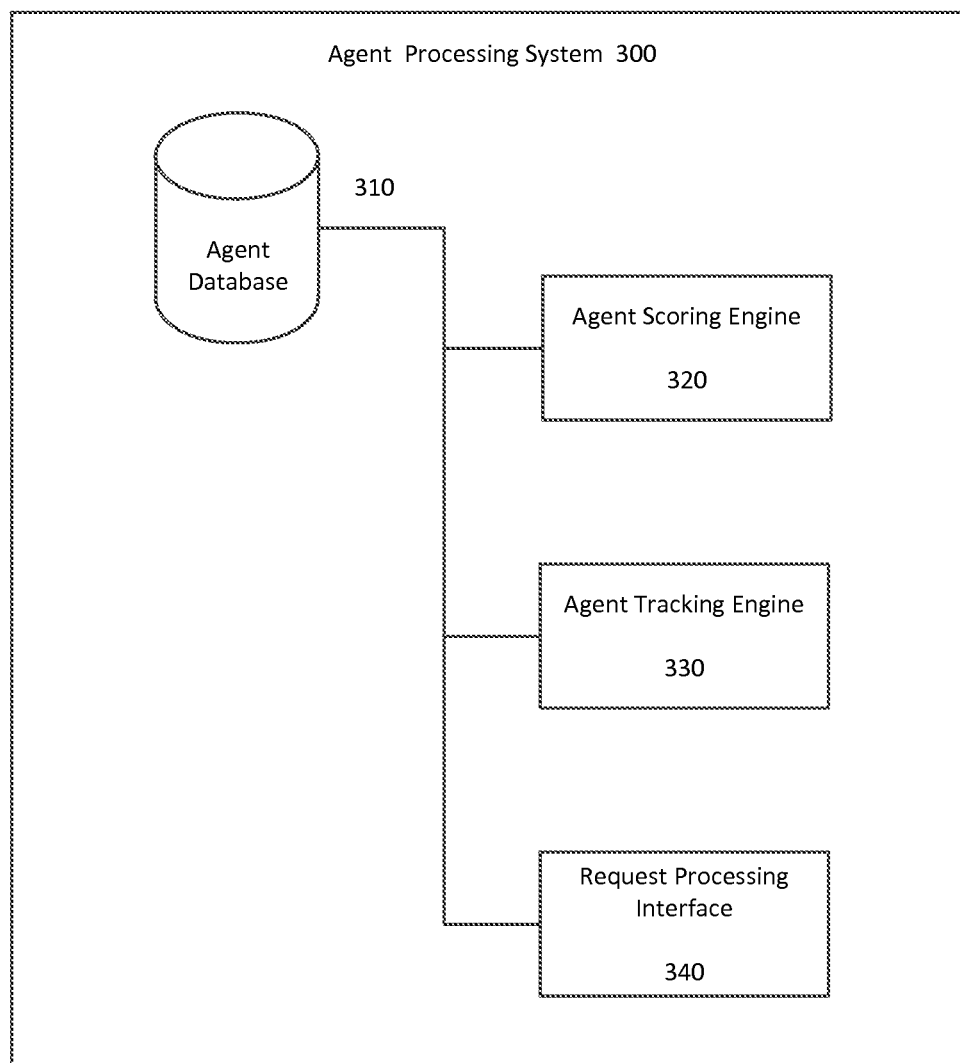 Agent Processing System 300
310
Agent
Database
Agent Scoring Engine
320
Agent Tracking Engine
330
Request Processing
Interface
340